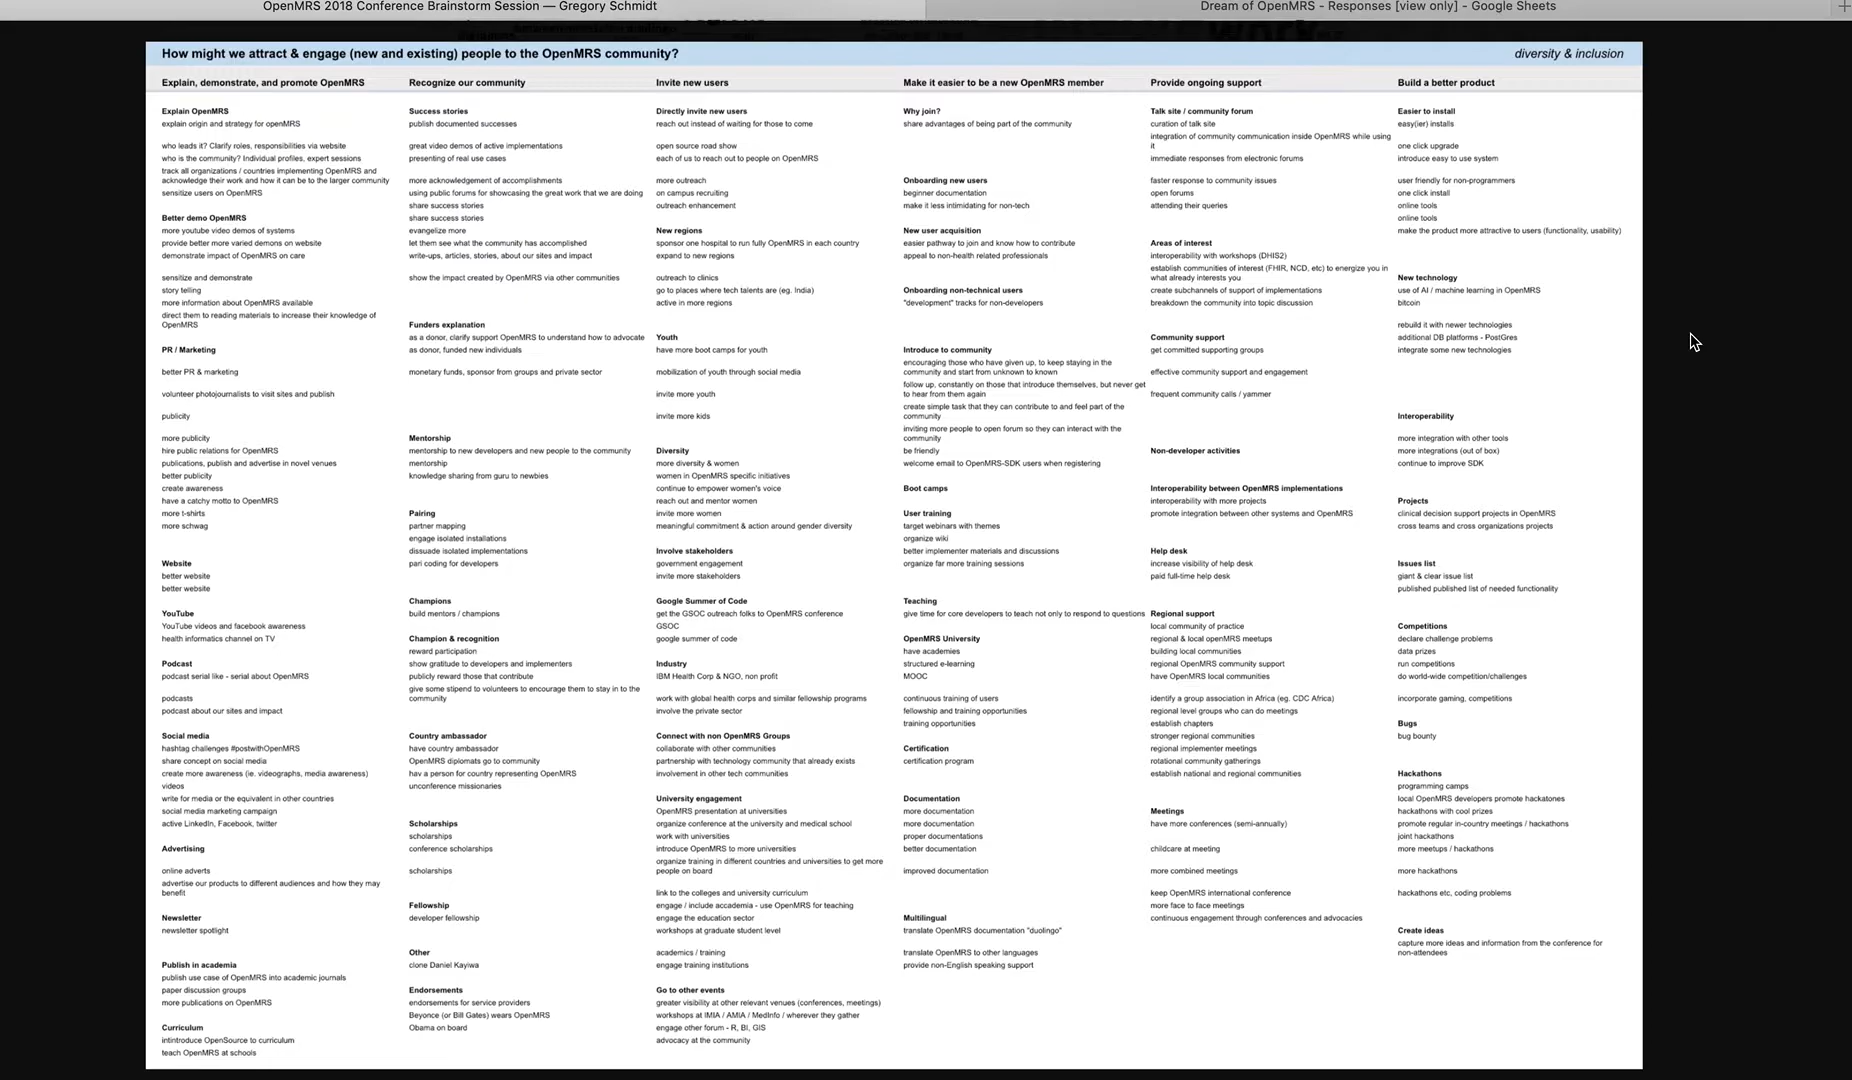 OpenMRS 2018 Conference Brainstorm Session — Gregory Schmidt
Dream of OpenMRS - Responses [view only] - Google Sheets
How might we attract & engage (new and existing) people to the OpenMRS community?
diversity & inclusion
Explain, demonstrate, and promote OpenMRS
Explain OpenMRS
explain origin and strategy for openMRS
who leads it? Clarify roles, responsibilities via website
who is the community? Individual profiles, expert sessions
track all organizations / countries implementing OpenMRS and
acknowledge their work and how it can be to the larger community
sensitize users on OpenMRS
Better demo OpenMRS
more youtube video demos of systems
provide better more varied demons on website
demonstrate impact of OpenMRS on care
sensitize and demonstrate
story telling
more information about OpenMRS available
direct them to reading materials to increase their knowledge of
OpenMRS
PR / Marketing
better PR & marketing
volunteer photojournalists to visit sites and publish
publicity
more publicity
hire public relations for OpenMRS
publications, publish and advertise in novel venues
better publicity
create awareness
have a catchy motto to OpenMRS
more t-shirts
more schwag
Website
better website
better website
YouTube
YouTube videos and facebook awareness
health informatics channel on TV
Podcast
podcast serial like - serial about OpenMRS
podcasts
podcast about our sites and impact
Social media
hashtag challenges #postwithOpenMRS
share concept on social media
create more awareness (ie. videographs, media awareness)
videos
write for media or the equivalent in other countries
social media marketing campaign
active LinkedIn, Facebook, twitter
Advertising
online adverts
advertise our products to different audiences and how they may
benefit
Newsletter
newsletter spotlight
Publish in academia
publish use case of OpenMRS into academic journals
paper discussion groups
more publications on OpenMRS
Curriculum
intintroduce OpenSource to curriculum
teach OpenMRS at schools
Recognize our community
Success stories
publish documented successes
great video demos of active implementations
presenting of real use cases
more acknowledgement of accomplishments
using public forums for showcasing the great work that we are doing
share success stories
share success stories
evangelize more
let them see what the community has accomplished
write-ups, articles, stories, about our sites and impact
show the impact created by OpenMRS via other communities
Funders explanation
as a donor, clarify support OpenMRS to understand how to advocate
as donor, funded new individuals
monetary funds, sponsor from groups and private sector
Mentorship
mentorship to new developers and new people to the community
mentorship
knowledge sharing from guru to newbies
Pairing
partner mapping
engage isolated installations
dissuade isolated implementations
pari coding for developers
Champions
build mentors / champions
Champion & recognition
reward participation
show gratitude to developers and implementers
publicly reward those that contribute
give some stipend to volunteers to encourage them to stay in to the
community
Country ambassador
have country ambassador
OpenMRS diplomats go to community
hav a person for country representing OpenMRS
unconference missionaries
Scholarships
scholarships
conference scholarships
scholarships
Fellowship
developer fellowship
Other
clone Daniel Kayiwa
Endorsements
endorsements for service providers
Beyonce (or Bill Gates) wears OpenMRS
Obama on board
Invite new users
Directly invite new users
reach out instead of waiting for those to come
open source road show
each of us to reach out to people on OpenMRS
more outreach
on campus recruiting
outreach enhancement
New regions
sponsor one hospital to run fully OpenMRS in each country
expand to new regions
outreach to clinics
go to places where tech talents are (eg. India)
active in more regions
Youth
have more boot camps for youth
mobilization of youth through social media
invite more youth
invite more kids
Diversity
more diversity & women
women in OpenMRS specific initiatives
continue to empower women's voice
reach out and mentor women
invite more women
meaningful commitment & action around gender diversity
Involve stakeholders
government engagement
invite more stakeholders
Google Summer of Code
get the GSOC outreach folks to OpenMRS conference
GSOC
google summer of code
Industry
IBM Health Corp & NGO, non profit
work with global health corps and similar fellowship programs
involve the private sector
Connect with non OpenMRS Groups
collaborate with other communities
partnership with technology community that already exists
involvement in other tech communities
University engagement
OpenMRS presentation at universities
organize conference at the university and medical school
work with universities
introduce OpenMRS to more universities
organize training in different countries and universities to get more
people on board
link to the colleges and university curriculum
engage / include accademia - use OpenMRS for teaching
engage the education sector
workshops at graduate student level
academics / training
engage training institutions
Go to other events
greater visibility at other relevant venues (conferences, meetings)
workshops at IMIA / AMIA / MedInfo / wherever they gather
engage other forum - R, BI, GIS
advocacy at the community
Make it easier to be a new OpenMRS member
Why join?
share advantages of being part of the community
Onboarding new users
beginner documentation
make it less intimidating for non-tech
New user acquisition
easier pathway to join and know how to contribute
appeal to non-health related professionals
Onboarding non-technical users
"development" tracks for non-developers
Introduce to community
encouraging those who have given up, to keep staying in the
community and start from unknown to known
follow up, constantly on those that introduce themselves, but never get
to hear from them again
create simple task that they can contribute to and feel part of the
community
inviting more people to open forum so they can interact with the
community
be friendly
welcome email to OpenMRS-SDK users when registering
Boot camps
User training
target webinars with themes
organize wiki
better implementer materials and discussions
organize far more training sessions
Teaching
give time for core developers to teach not only to respond to questions
OpenMRS University
have academies
structured e-learning
MOOC
continuous training of users
fellowship and training opportunities
training opportunities
Certification
certification program
Documentation
more documentation
more documentation
proper documentations
better documentation
improved documentation
Multilingual
translate OpenMRS documentation "duolingo"
translate OpenMRS to other languages
provide non-English speaking support
Provide ongoing support
Talk site / community forum
curation of talk site
integration of community communication inside OpenMRS while using
it
immediate responses from electronic forums
faster response to community issues
open forums
attending their queries
Areas of interest
interoperability with workshops (DHIS2)
establish communities of interest (FHIR, NCD, etc) to energize you in
what already interests you
create subchannels of support of implementations
breakdown the community into topic discussion
Community support
get committed supporting groups
effective community support and engagement
frequent community calls / yammer
Non-developer activities
Interoperability between OpenMRS implementations
interoperability with more projects
promote integration between other systems and OpenMRS
Help desk
increase visibility of help desk
paid full-time help desk
Regional support
local community of practice
regional & local openMRS meetups
building local communities
regional OpenMRS community support
have OpenMRS local communities
identify a group association in Africa (eg. CDC Africa)
regional level groups who can do meetings
establish chapters
stronger regional communities
regional implementer meetings
rotational community gatherings
establish national and regional communities
Meetings
have more conferences (semi-annually)
childcare at meeting
more combined meetings
keep OpenMRS international conference
more face to face meetings
continuous engagement through conferences and advocacies
Build a better product
Easier to install
easy(ier) installs
one click upgrade
introduce easy to use system
user friendly for non-programmers
one click install
online tools
online tools
make the product more attractive to users (functionality, usability)
New technology
use of AI / machine learning in OpenMRS
bitcoin
rebuild it with newer technologies
additional DB platforms - PostGres
integrate some new technologies
Interoperability
more integration with other tools
more integrations (out of box)
continue to improve SDK
Projects
clinical decision support projects in OpenMRS
cross teams and cross organizations projects
Issues list
giant & clear issue list
published published list of needed functionality
Competitions
declare challenge problems
data prizes
run competitions
do world-wide competition/challenges
incorporate gaming, competitions
Bugs
bug bounty
Hackathons
programming camps
local OpenMRS developers promote hackatones
hackathons with cool prizes
promote regular in-country meetings / hackathons
joint hackathons
more meetups / hackathons
more hackathons
hackathons etc, coding problems
Create ideas
capture more ideas and information from the conference for
non-attendees